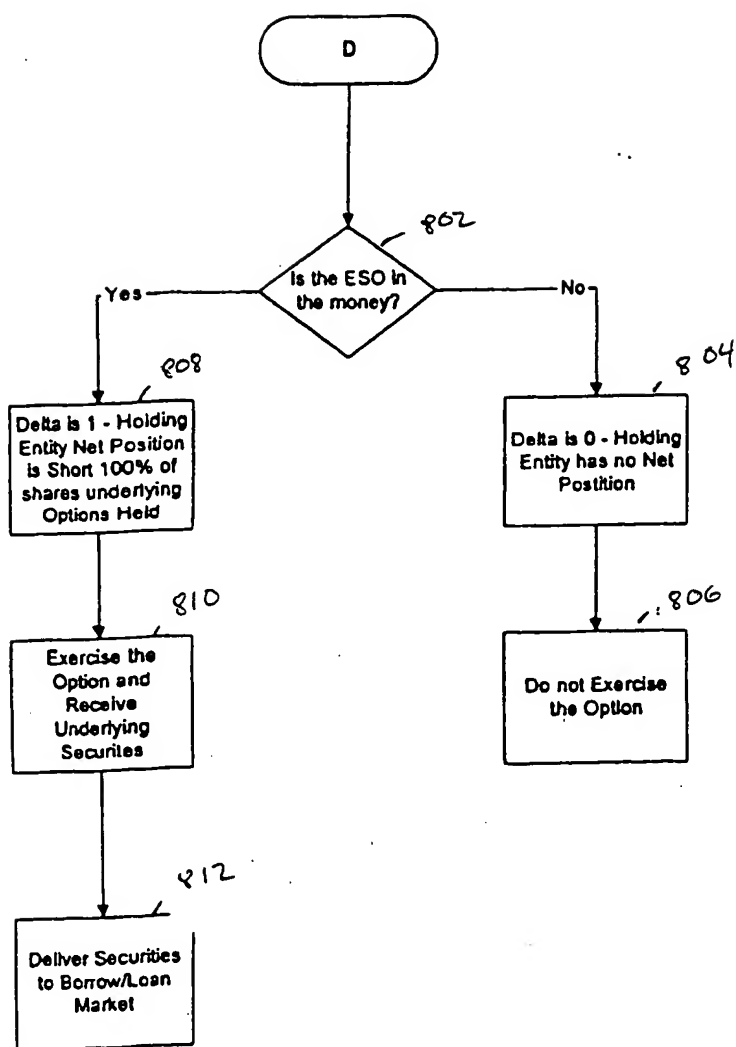 D
802
Is the ESO in
the money?
Yes
No
808
Delta is 1 - Holding
Entity Net Position
is Short 100% of
shares underlying
Options Held
804
Delta is 0 - Holding
Entity has no Net
Postition
810
Exercise the
Option and
Receive
Underlying
Securites
806
Do not Exercise
the Option
812
Deliver Securities
to Borrow/Loan
Market